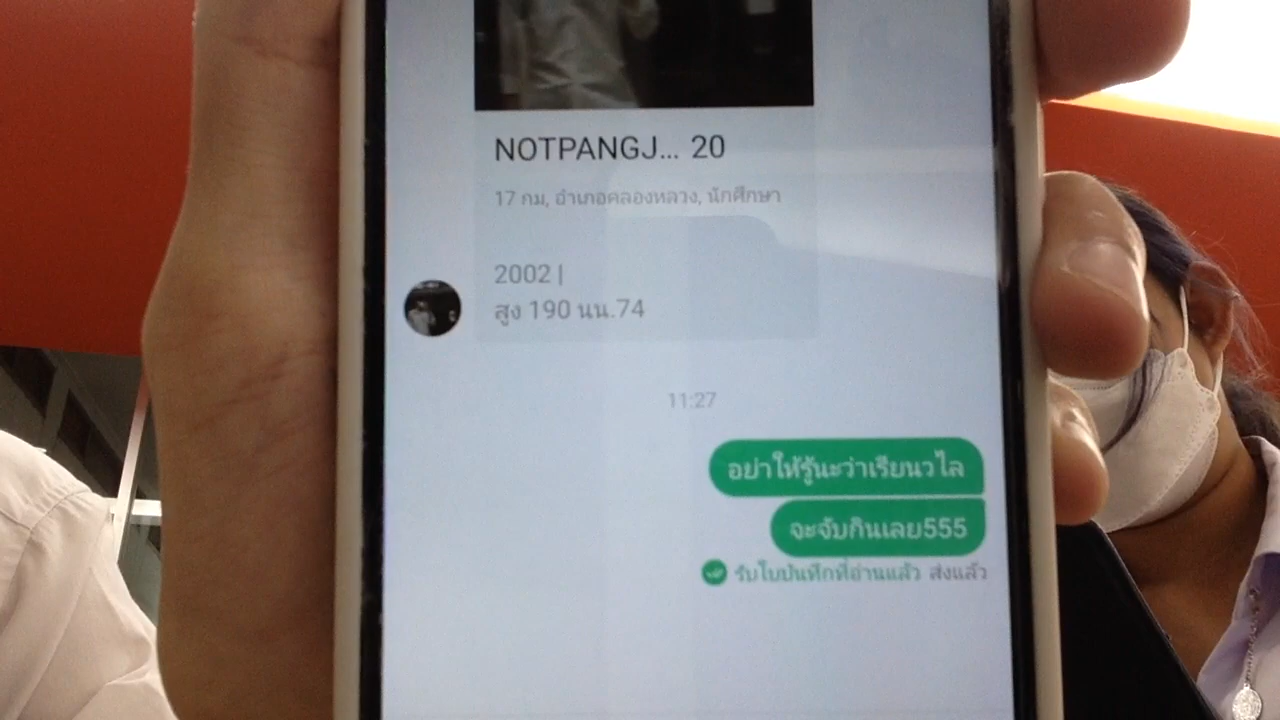 NOTPANGJ... 20
17 กม, อำเภอคลองหลวง, นักศึกษา
2002 |
สูง 190 นน.74
11:27
อย่าให้รู้นะว่าเรียนวไล
จะจับกินเลย555
รับใบบันทึกที่อ่านแล้ว ส่งแล้ว